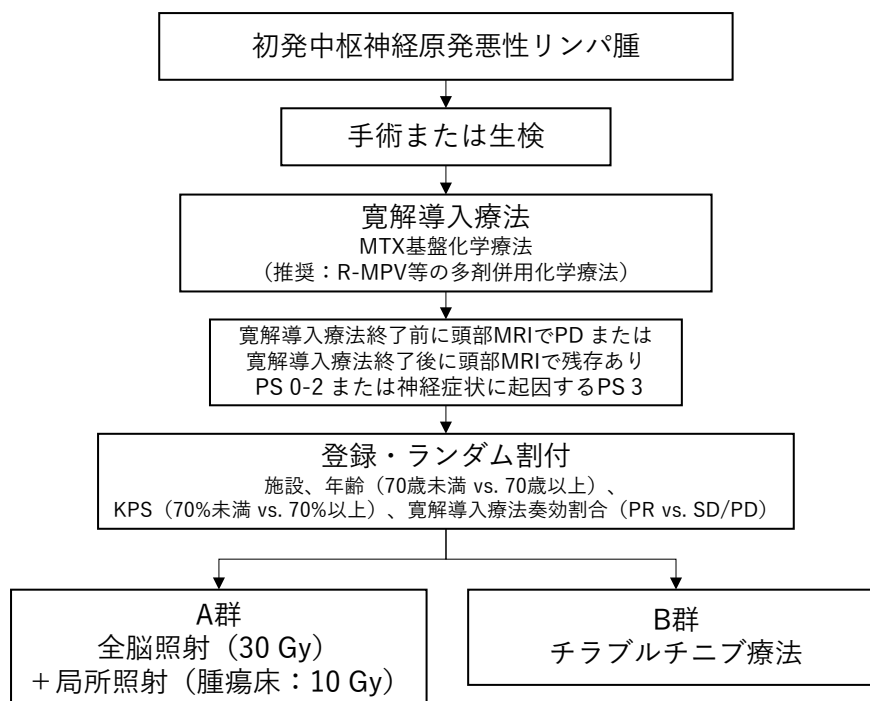 初発中枢神経原発悪性リンパ腫
手術または生検
寛解導入療法
MTX基盤化学療法
（推奨：R-MPV等の多剤併用化学療法）
寛解導入療法終了前に頭部MRIでPD または
寛解導入療法終了後に頭部MRIで残存あり
PS 0-2 または神経症状に起因するPS 3
登録・ランダム割付
施設、年齢（70歳未満 vs. 70歳以上）、
KPS（70%未満 vs. 70%以上）、寛解導入療法奏効割合（PR vs. SD/PD）
A群
全脳照射（30 Gy）
＋局所照射（腫瘍床：10 Gy）
B群
チラブルチニブ療法